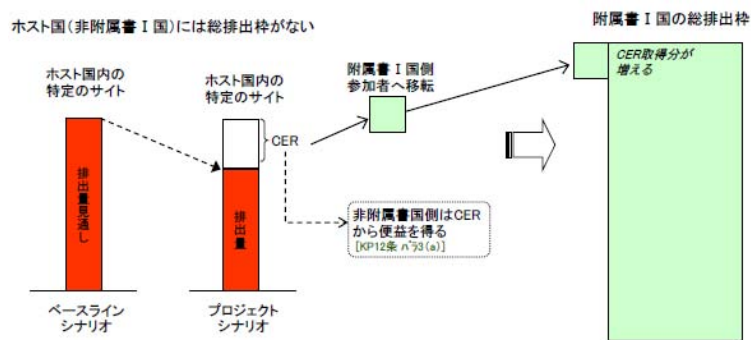 ホスト国(非附属書Ⅰ国)には総排出枠がない
附属書Ⅰ国の総排出枠
ホスト国内の
特定のサイト
ホスト国内の
特定のサイト
附属書Ⅰ国側
参加者へ移転
CER取得分が
増える
CER
排出量見通し
排出量
非附属書国側はCER
から便益を得る
[KP12条 パラ3(a)]
ベースライン
シナリオ
プロジェクト
シナリオ